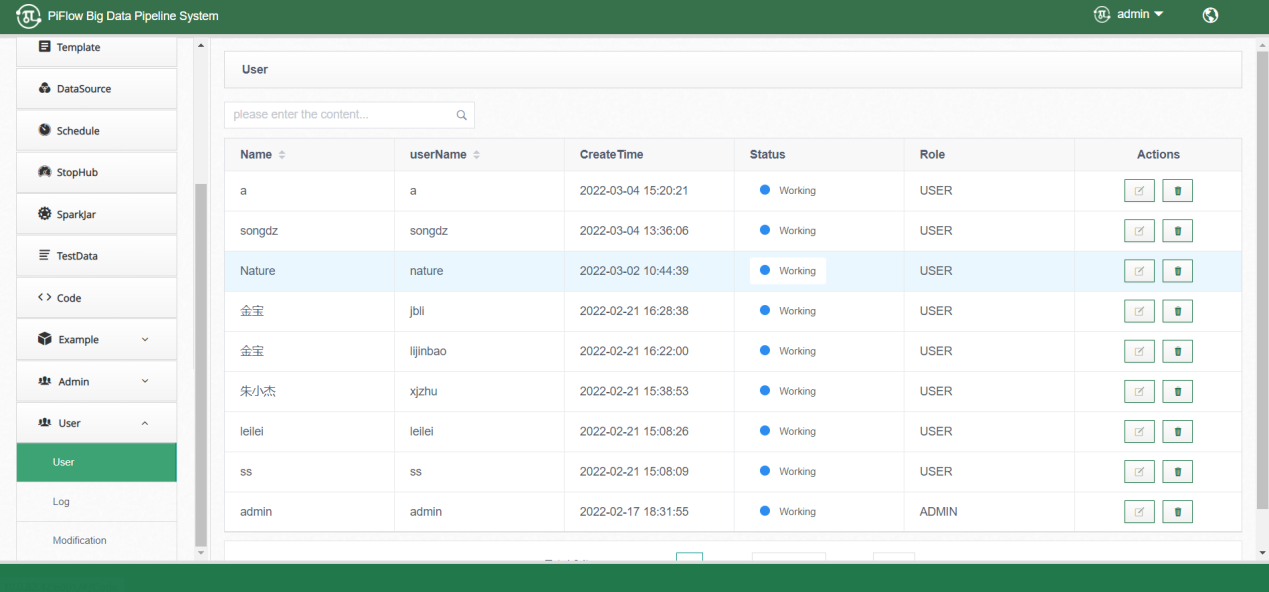 PiFlow Big Data Pipeline System
admin
Template
DataSource
Schedule
StopHub
SparkJar
TestData
Code
Example
Admin
User
User
Log
Modification
User
please enter the content...
Name userName CreateTime Status Role Actions
a a 2022-03-04 15:20:21 Working USER
songdz songdz 2022-03-04 13:36:06 Working USER
Nature nature 2022-03-02 10:44:39 Working USER
金宝 jbli 2022-02-21 16:28:38 Working USER
金宝 lijinbao 2022-02-21 16:22:00 Working USER
朱小杰 xjzhu 2022-02-21 15:38:53 Working USER
leilei leilei 2022-02-21 15:08:26 Working USER
ss ss 2022-02-21 15:08:09 Working USER
admin admin 2022-02-17 18:31:55 Working ADMIN